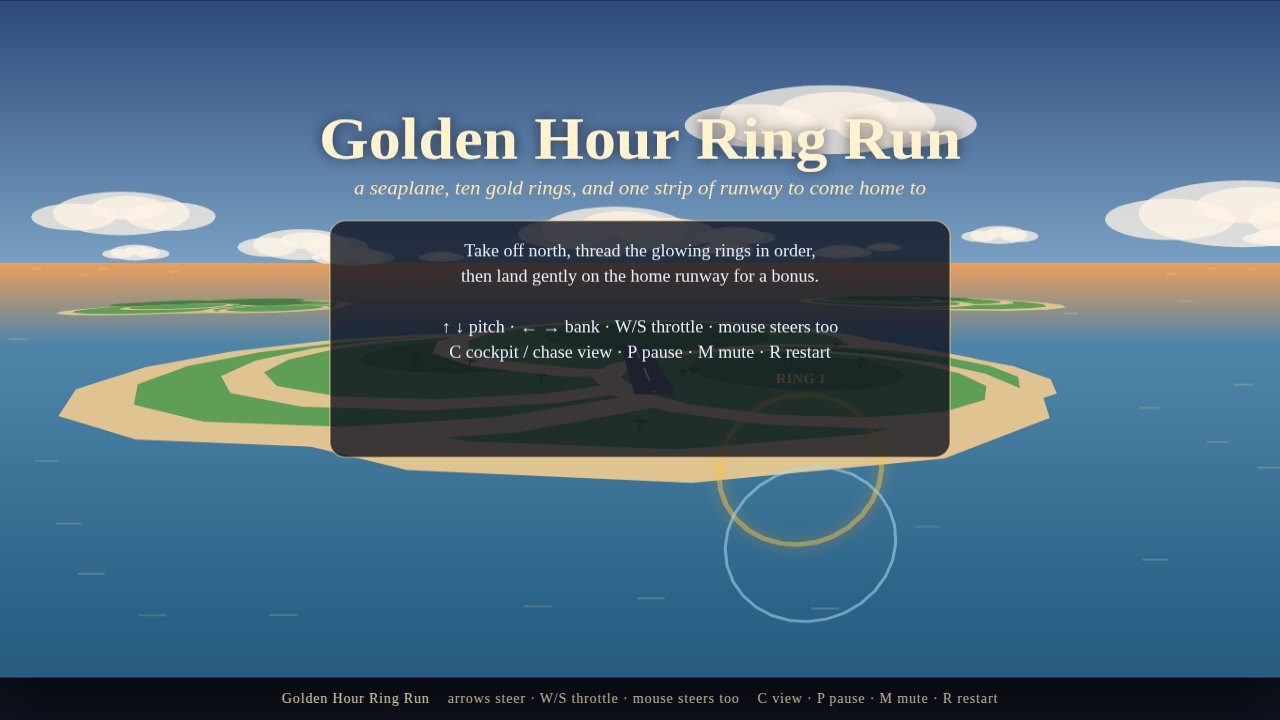 Golden Hour Ring Run
a seaplane, ten gold rings, and one strip of runway to come home to
Take off north, thread the glowing rings in order,
then land gently on the home runway for a bonus.
↑ ↓ pitch · ← → bank · W/S throttle · mouse steers too
C cockpit / chase view · P pause · M mute · R restart
RING 1
Golden Hour Ring Run arrows steer · W/S throttle · mouse steers too C view · P pause · M mute · R restart